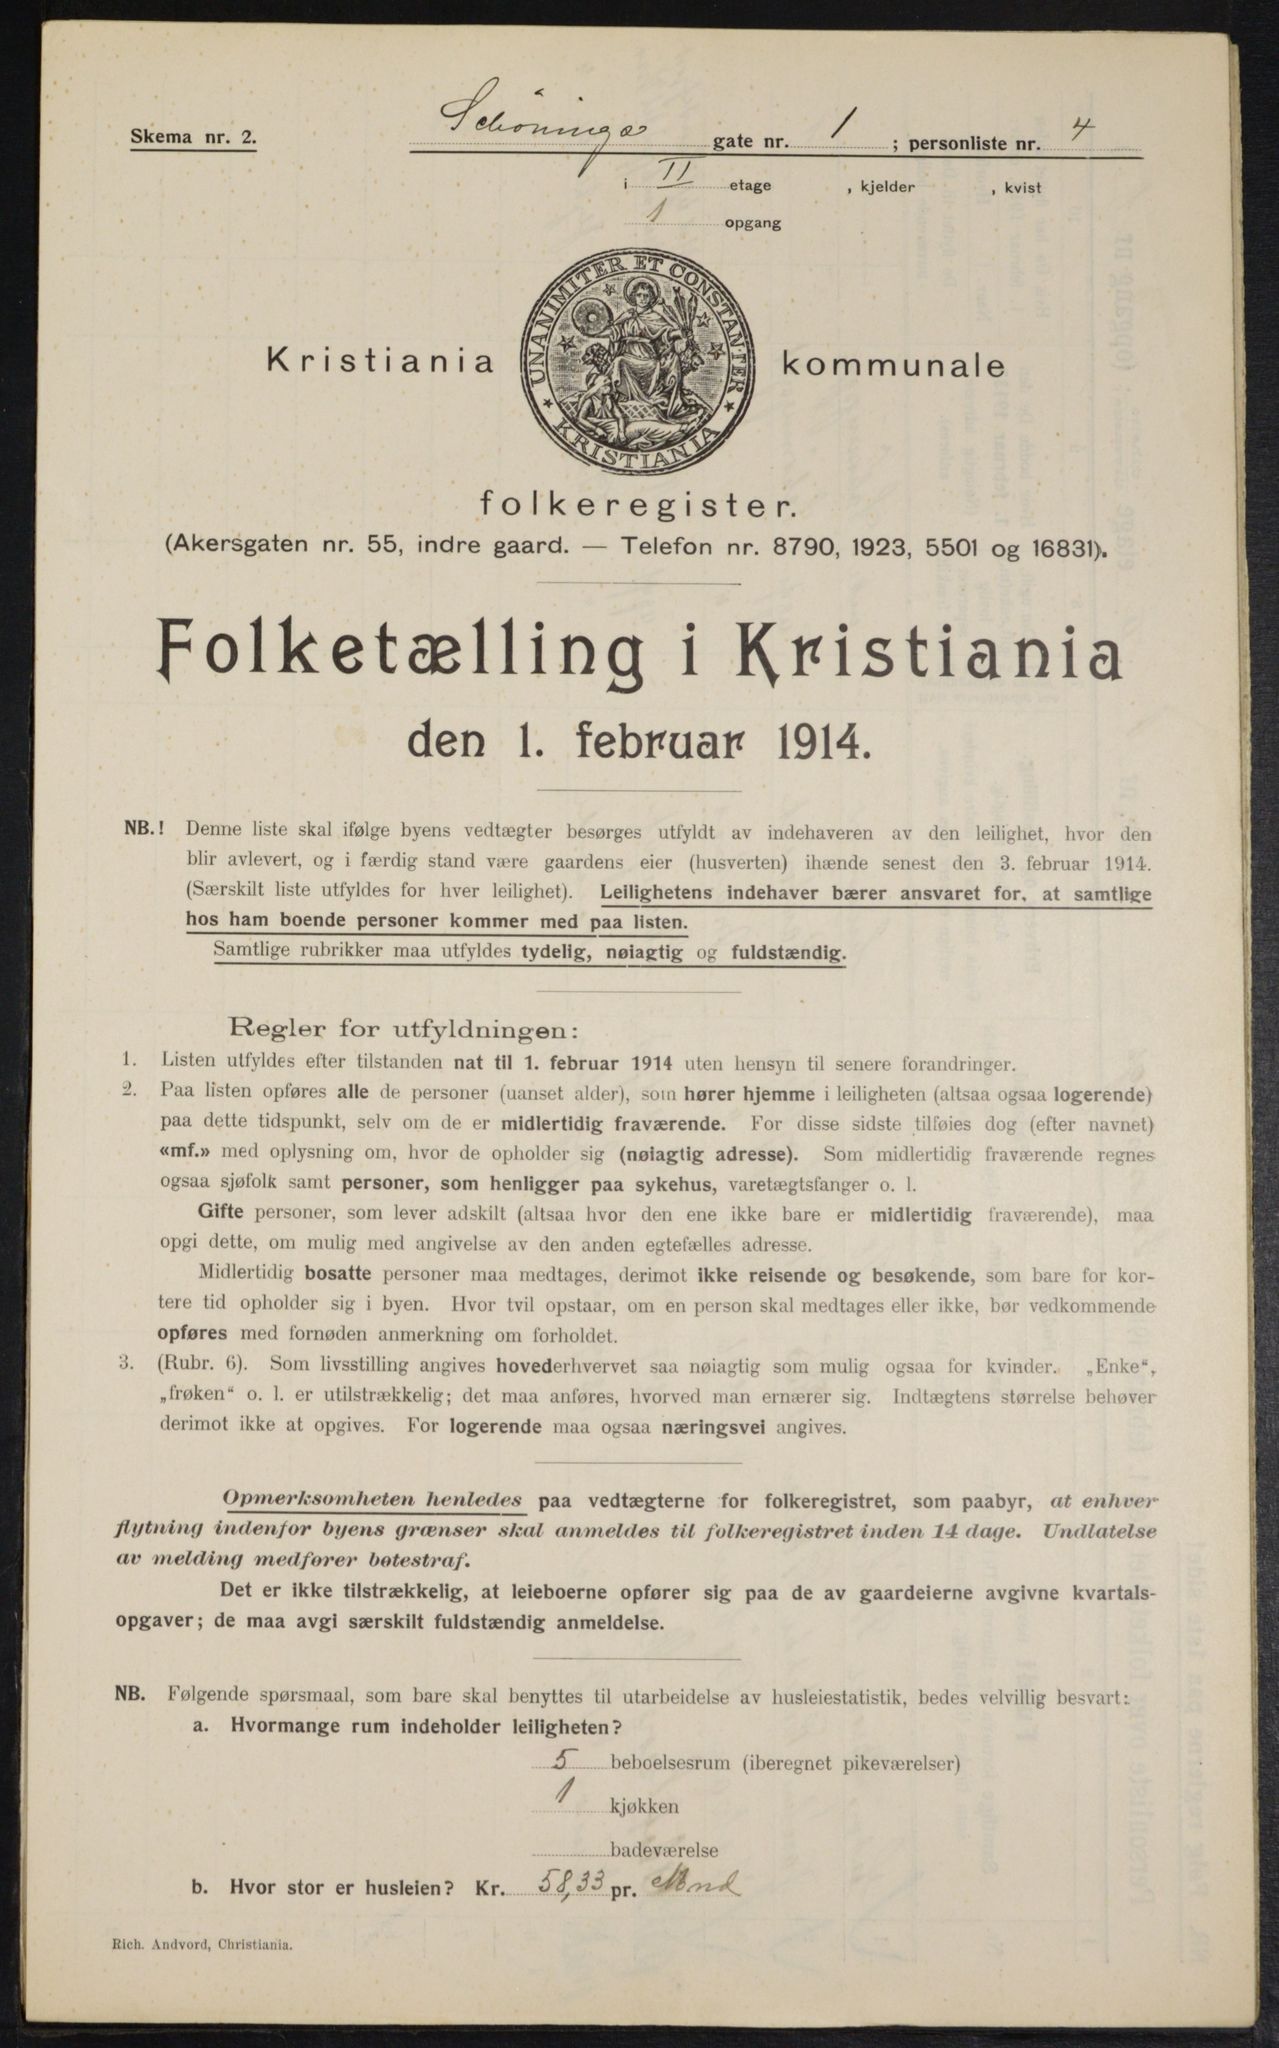 Skema nr. 2.
Schönings gate nr. 1 ; personliste nr. 4
i II etage , kjelder , kvist
1 opgang
UNANIMITER ET CONSTANTER
KRISTIANIA
Kristiania kommunale
folkeregister.
(Akersgaten nr. 55, indre gaard. — Telefon nr. 8790, 1923, 5501 og 16831).
Folketælling i Kristiania
den 1. februar 1914.
NB.! Denne liste skal ifølge byens vedtægter besørges utfyldt av indehaveren av den leilighet, hvor den
blir avlevert, og i færdig stand være gaardens eier (husverten) ihænde senest den 3. februar 1914.
(Særskilt liste utfyldes for hver leilighet). Leilighetens indehaver bærer ansvaret for, at samtlige
hos ham boende personer kommer med paa listen.
Samtlige rubrikker maa utfyldes tydelig, nøiagtig og fuldstændig.
Regler for utfyldningen:
1. Listen utfyldes efter tilstanden nat til 1. februar 1914 uten hensyn til senere forandringer.
2. Paa listen opføres alle de personer (uanset alder), som hører hjemme i leiligheten (altsaa ogsaa logerende)
paa dette tidspunkt, selv om de er midlertidig fraværende. For disse sidste tilføies dog (efter navnet)
«mf.» med oplysning om, hvor de opholder sig (nøiagtig adresse). Som midlertidig fraværende regnes
ogsaa sjøfolk samt personer, som henligger paa sykehus, varetægtsfanger o. l.
Gifte personer, som lever adskilt (altsaa hvor den ene ikke bare er midlertidig fraværende), maa
opgi dette, om mulig med angivelse av den anden egtefælles adresse.
Midlertidig bosatte personer maa medtages, derimot ikke reisende og besøkende, som bare for kor-
tere tid opholder sig i byen. Hvor tvil opstaar, om en person skal medtages eller ikke, bør vedkommende
opføres med fornøden anmerkning om forholdet.
3. (Rubr. 6). Som livsstilling angives hovederhvervet saa nøiagtig som mulig ogsaa for kvinder. „Enke“,
„frøken“ o. l. er utilstrækkelig; det maa anføres, hvorved man ernærer sig. Indtægtens størrelse behøver
derimot ikke at opgives. For logerende maa ogsaa næringsvei angives.
Opmerksomheten henledes paa vedtægterne for folkeregistret, som paabyr, at enhver
flytning indenfor byens grænser skal anmeldes til folkeregistret inden 14 dage. Undlatelse
av melding medfører bøtestraf.
Det er ikke tilstrækkelig, at leieboerne opfører sig paa de av gaardeierne avgivne kvartals-
opgaver; de maa avgi særskilt fuldstændig anmeldelse.
NB. Følgende spørsmaal, som bare skal benyttes til utarbeidelse av husleiestatistik, bedes velvillig besvart:
a. Hvormange rum indeholder leiligheten?
5 beboelsesrum (iberegnet pikeværelser)
1 kjøkken
badeværelse
b. Hvor stor er husleien? Kr. 58,33 pr. Mnd
Rich. Andvord, Christiania.